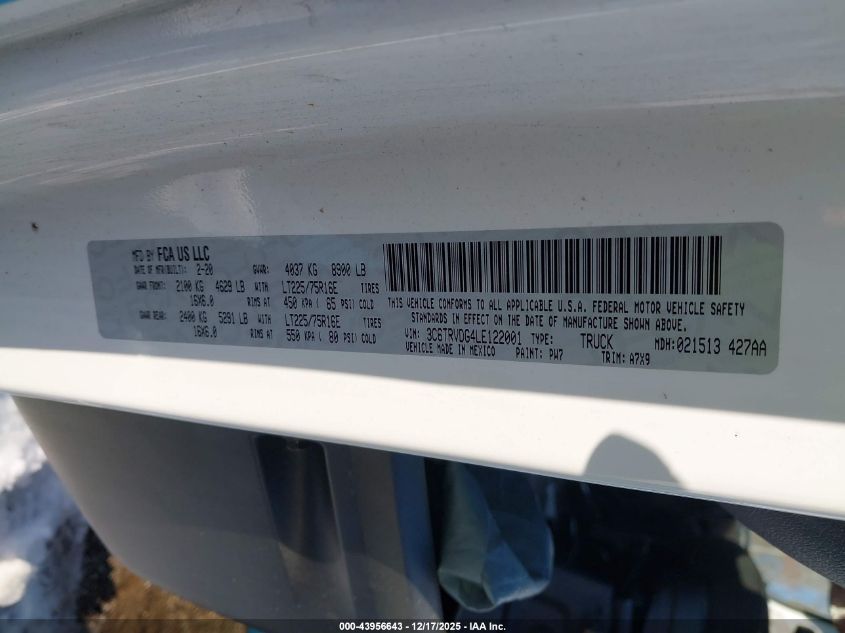 MFD BY FCA US LLC
DATE OF MFR(BUILT): 2-20 GVWR: 4037 KG 8900 LB
GAWR FRONT: 2100 KG 4629 LB WITH LT225/75R16E TIRES
16X6.0 RIMS AT 450 KPA ( 65 PSI) COLD
GAWR REAR: 2400 KG 5291 LB WITH LT225/75R16E TIRES
16X6.0 RIMS AT 550 KPA ( 80 PSI) COLD
THIS VEHICLE CONFORMS TO ALL APPLICABLE U.S.A. FEDERAL MOTOR VEHICLE SAFETY
STANDARDS IN EFFECT ON THE DATE OF MANUFACTURE SHOWN ABOVE.
VIN: 3C6TRVDG4LE122001 TYPE: TRUCK MDH:021513 427AA
VEHICLE MADE IN MEXICO PAINT: PW7 TRIM: A7X9
000-43956643 - 12/17/2025 - IAA Inc.